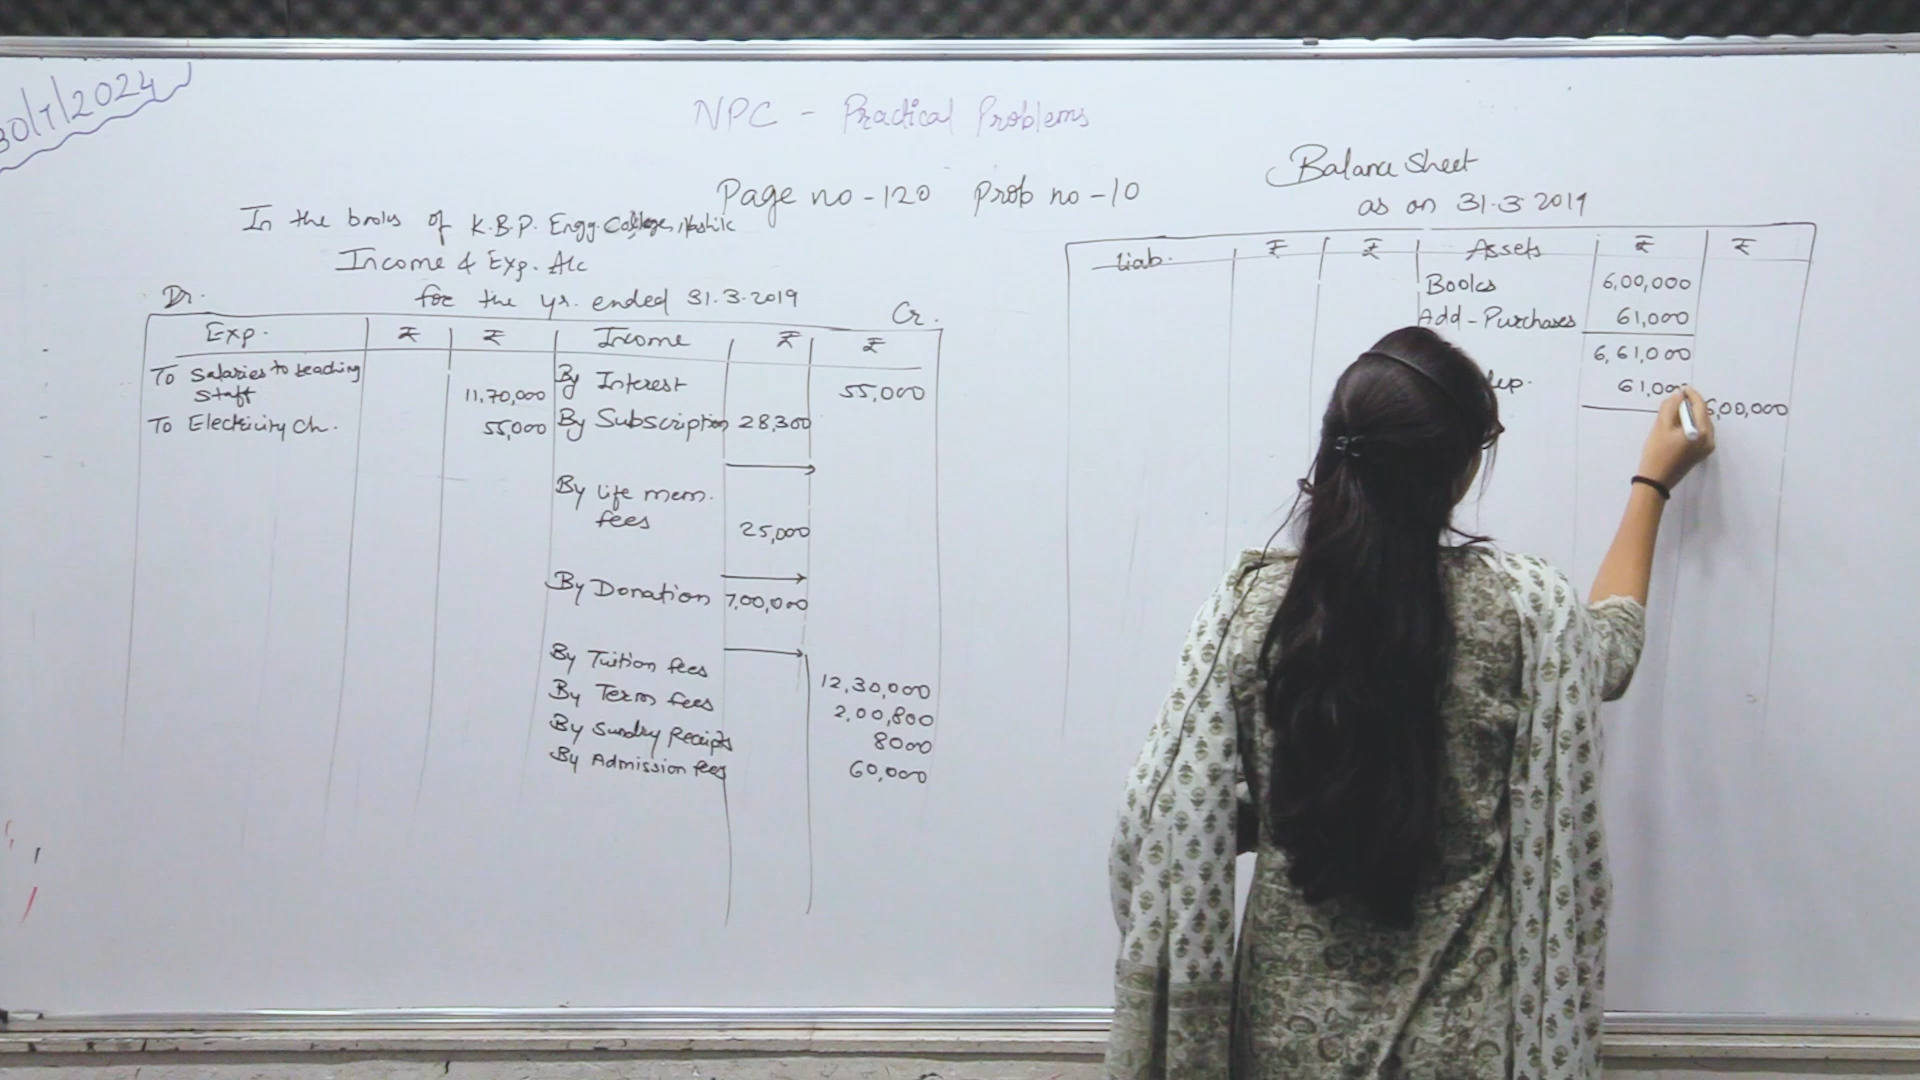 30/7/2024
NPC - Practical Problems
Page no -120 Prob no -10
In the books of K.B.P. Engg. College, Nashik
Income & Exp. A/c
for the yr. ended 31.3.2019
Dr. Cr.
Exp. ₹ ₹ Income ₹ ₹
To Salaries to teaching
staff 11,70,000
To Electricity Ch. 55,000
By Interest 55,000
By Subscription 28,300
By Life mem.
fees 25,000
By Donation 7,00,000
By Tuition fees 12,30,000
By Term fees 2,00,800
By Sundry Receipts 8000
By Admission fees 60,000
Balance Sheet
as on 31.3.2019
Liab. ₹ ₹ Assets ₹ ₹
Books 6,00,000
Add - Purchases 61,000
6,61,000
dep. 61,000
6,00,000